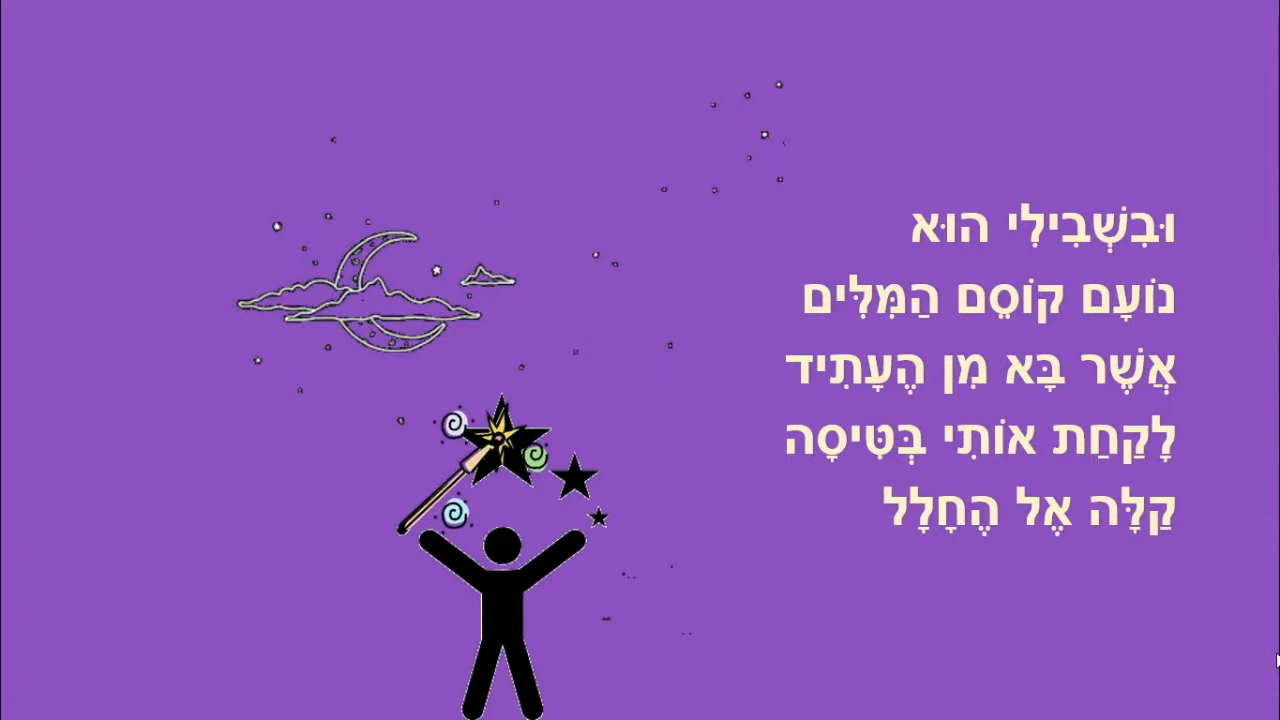 וּבִשְׁבִילִי הוּא
נוֹעָם קוֹסֵם הַמִּלִּים
אֲשֶׁר בָּא מִן הֶעָתִיד
לָקַחַת אוֹתִי בְּטִּיסָה
קַלָּה אֶל הֶחָלָל